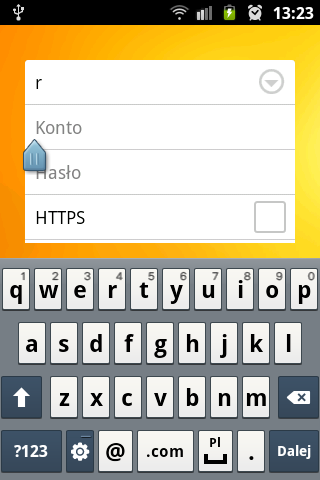 13:23
r
Konto
Hasło
HTTPS
1 2 3 4 5 6 7 8 9 0
q w e r t y u i o p
a s d f g h j k l
z x c v b n m
?123 @ .com Pl . Dalej